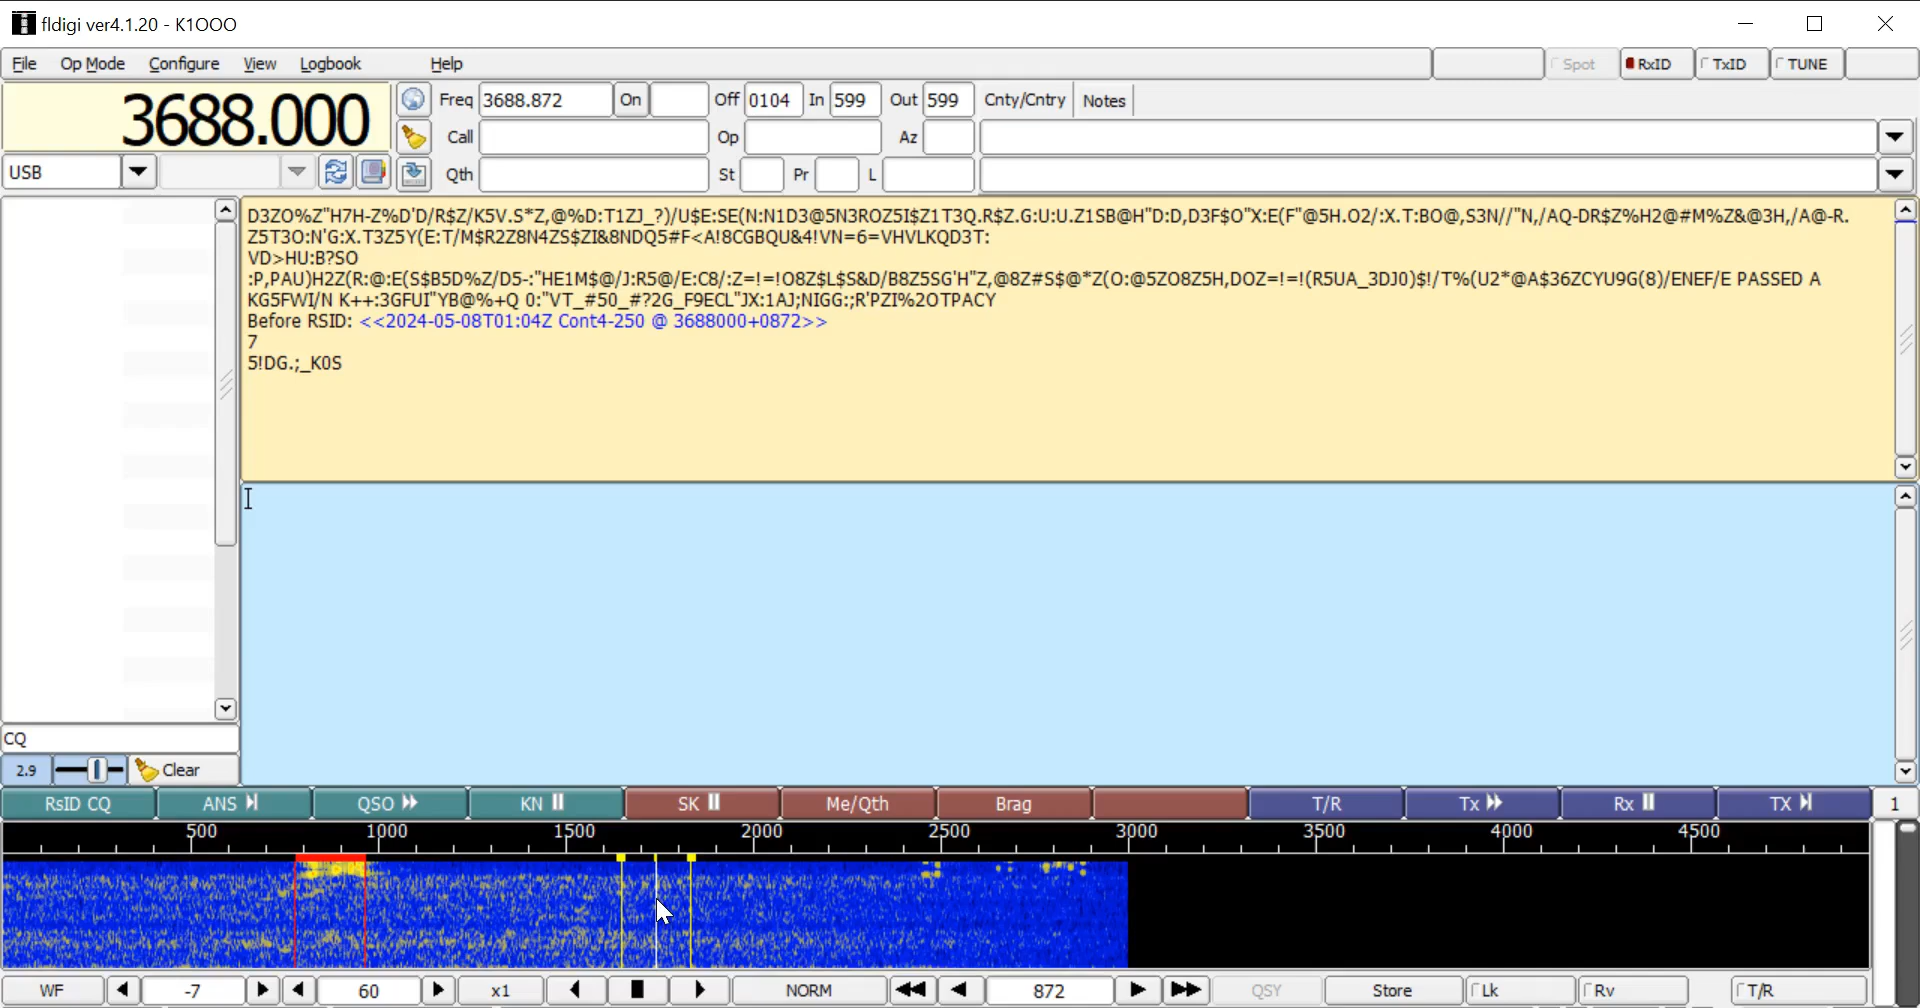 fldigi ver4.1.20 - K1OOO
File Op Mode Configure View Logbook Help Spot RxID TxID TUNE
3688.000
Freq 3688.872 On Off 0104 In 599 Out 599 Cnty/Cntry Notes
Call Op Az
USB Qth St Pr L
D3ZO%Z"H7H-Z%D'D/R$Z/K5V.S*Z,@%D:T1ZJ_?)/U$E:SE(N:N1D3@5N3ROZ5I$Z1T3Q.R$Z.G:U:U.Z1SB@H"D:D,D3F$O"X:E(F"@5H.O2/:X.T:BO@,S3N//"N,/AQ-DR$Z%H2@#M%Z&@3H,/A@-R.
Z5T3O:N'G:X.T3Z5Y(E:T/M$R2Z8N4ZS$ZI&8NDQ5#F<A!8CGBQU&4!VN=6=VHVLKQD3T:
VD>HU:B?SO
:P,PAU)H2Z(R:@:E(S$B5D%Z/D5-:"HE1M$@/J:R5@/E:C8/:Z=!=!O8Z$L$S&D/B8Z5SG'H"Z,@8Z#S$@*Z(O:@5ZO8Z5H,DOZ=!=!(R5UA_3DJ0)$!/T%(U2*@A$36ZCYU9G(8)/ENEF/E PASSED A
KG5FWI/N K++:3GFUI"YB@%+Q 0:"VT_#50_#?2G_F9ECL"JX:1AJ;NIGG:;R'PZI%2OTPACY
Before RSID: <<2024-05-08T01:04Z Cont4-250 @ 3688000+0872>>
7
5!DG.;_K0S
CQ
2.9 Clear
RsID CQ ANS QSO KN SK Me/Qth Brag T/R Tx Rx TX 1
500 1000 1500 2000 2500 3000 3500 4000 4500
WF -7 60 x1 NORM 872 QSY Store Lk Rv T/R